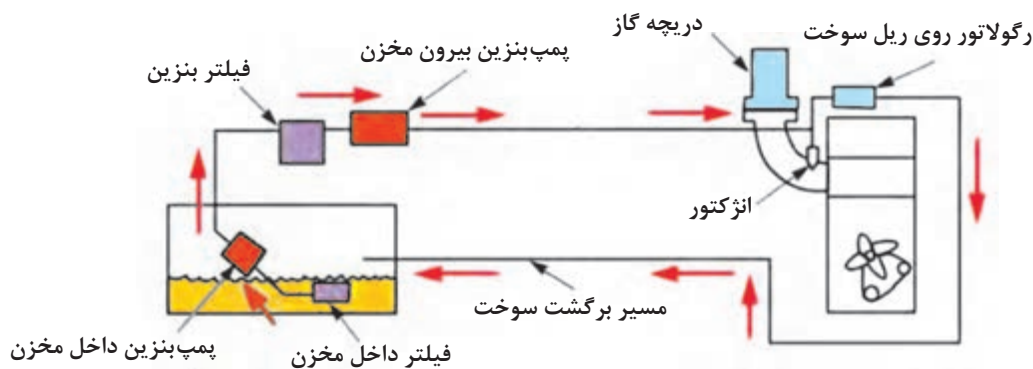 رگولاتور روی ریل سوخت
دریچه گاز
پمپ‌بنزین بیرون مخزن
فیلتر بنزین
انژکتور
مسیر برگشت سوخت
فیلتر داخل مخزن
پمپ‌بنزین داخل مخزن